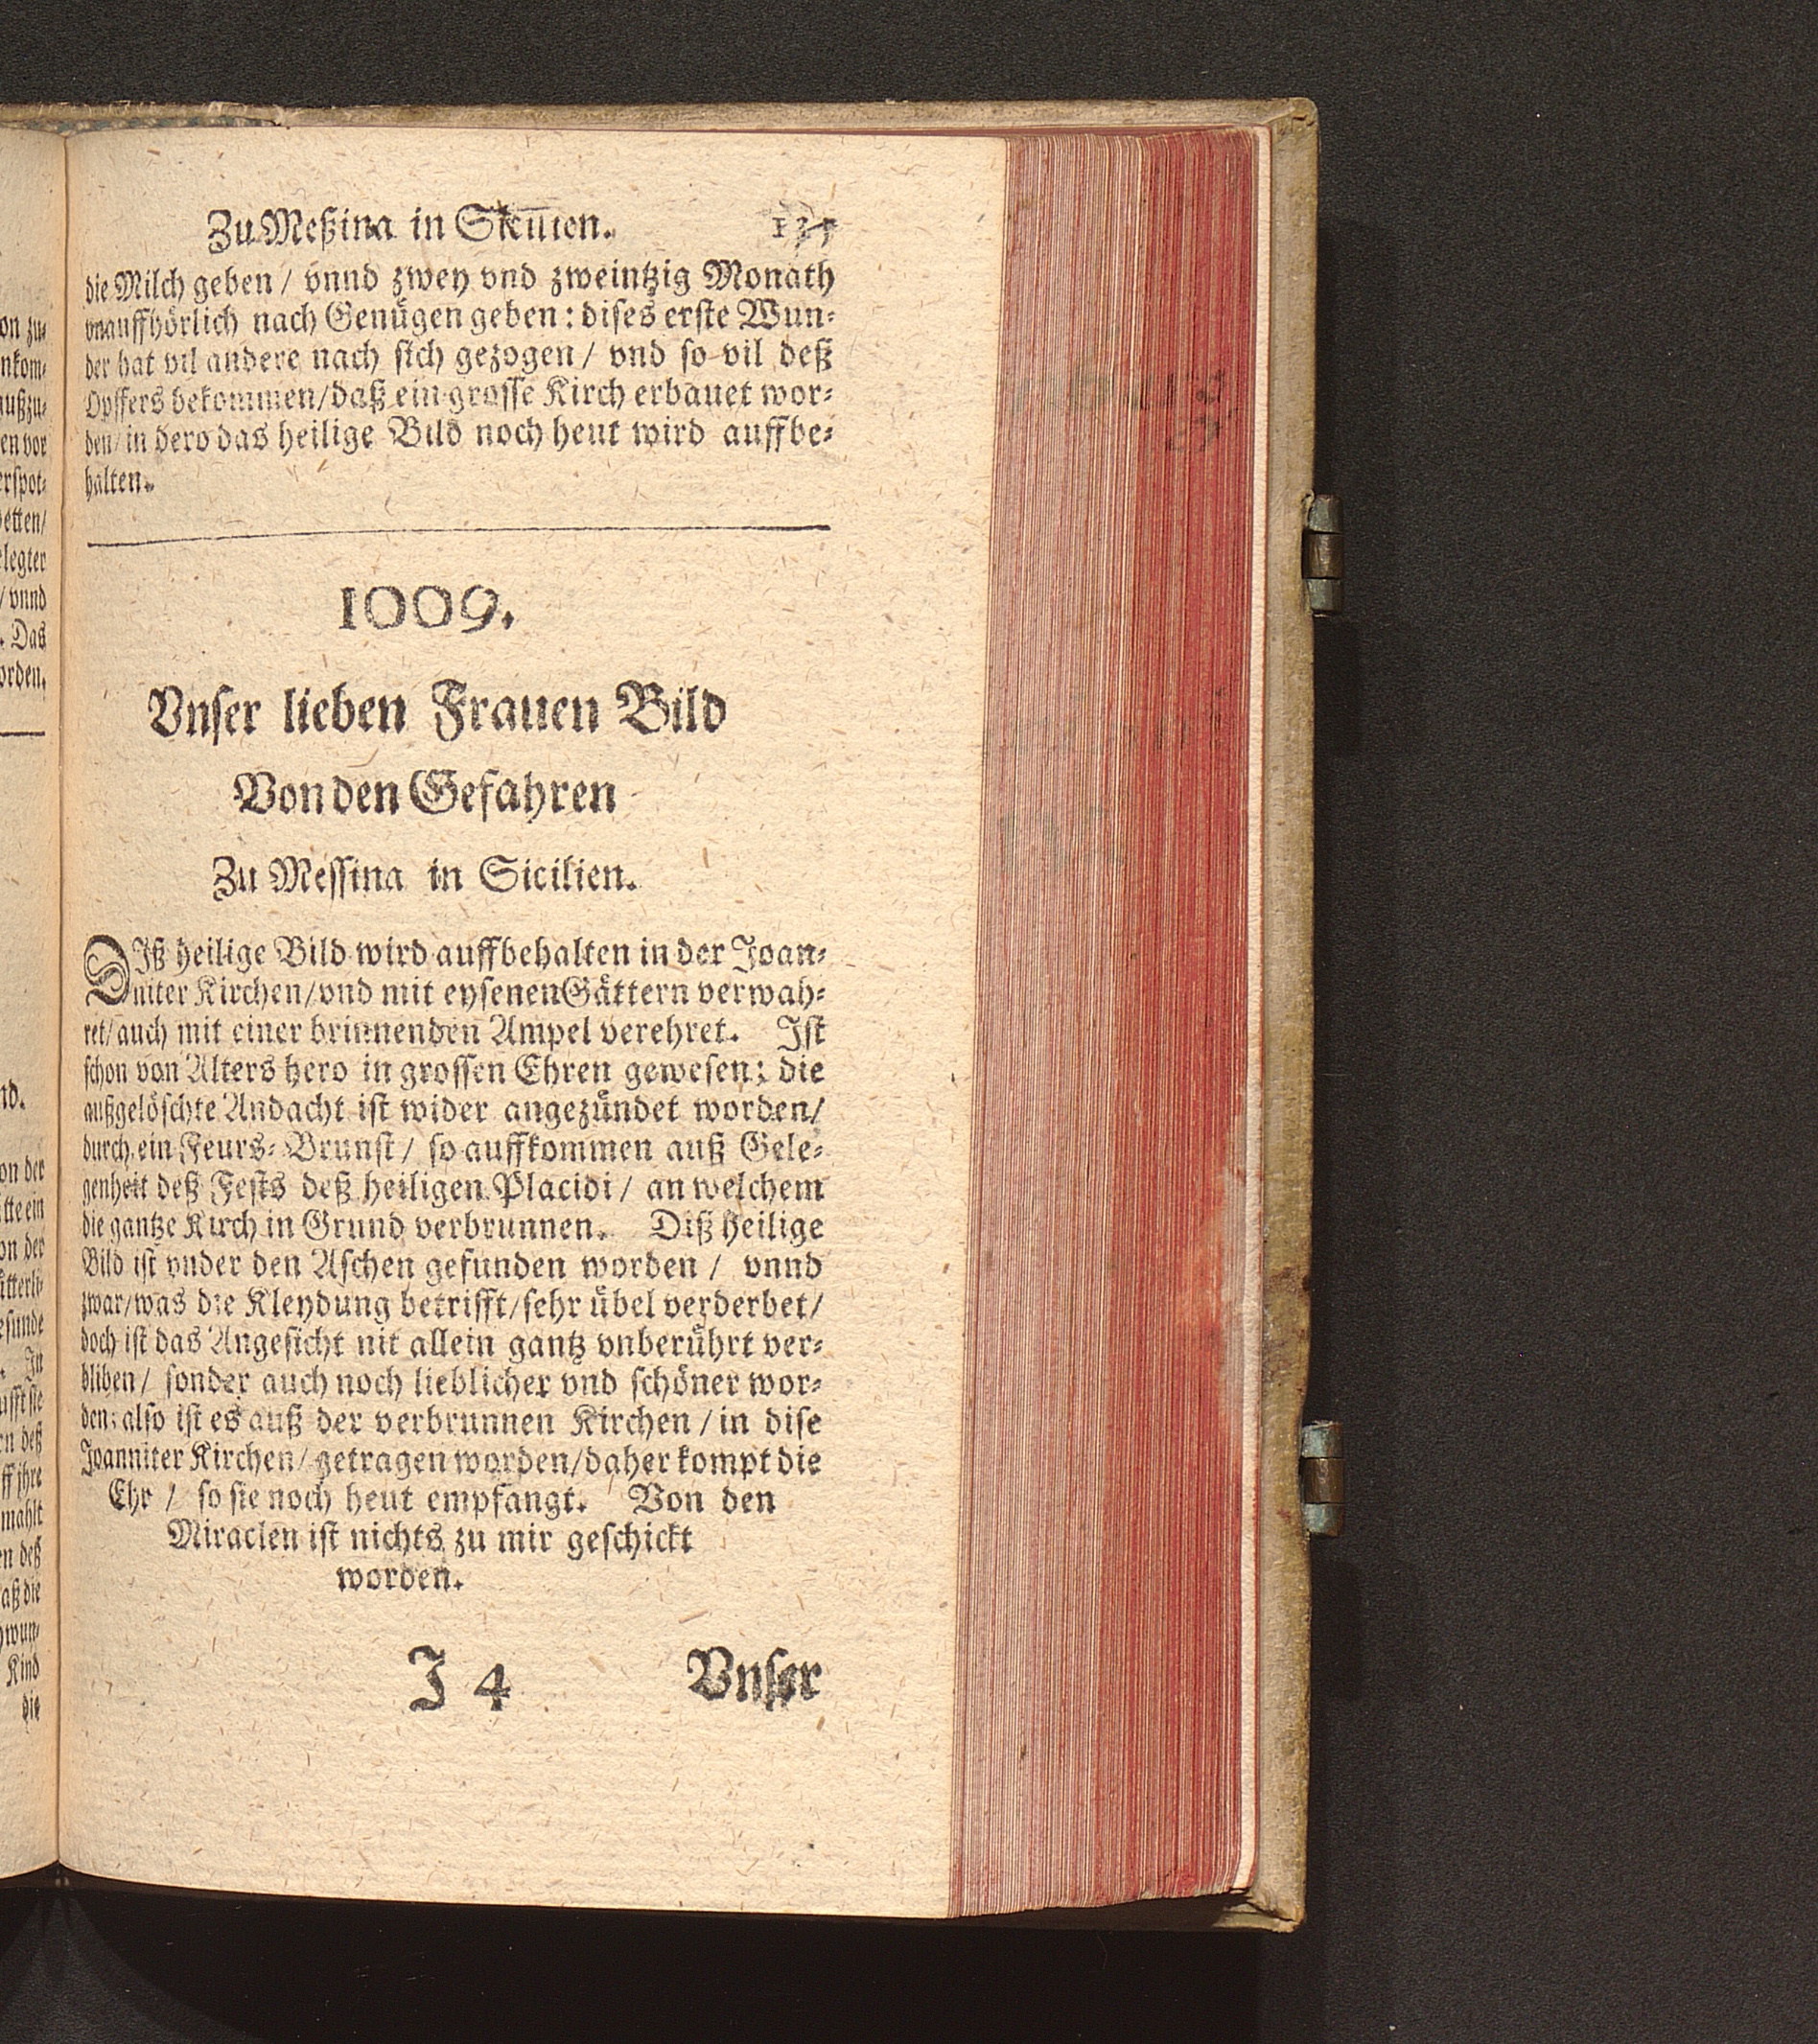 Zu Meßina in Sicilien. 135
die Milch geben / vnnd zwey vnd zweintzig Monath
vnauffhörlich nach Genügen geben: dises erste Wun-
der hat vil andere nach sich gezogen / vnd so vil deß
Opffers bekommen/daß ein grosse Kirch erbauet wor-
den/ in dero das heilige Bild noch heut wird auffbe-
halten.
1009.
Vnser lieben Frauen Bild
Von den Gefahren
Zu Messina in Sicilien.
DIß heilige Bild wird auffbehalten in der Joan-
niter Kirchen/vnd mit eysenen Gättern verwah-
ret/auch mit einer brinnenden Ampel verehret. Ist
schon von Alters hero in grossen Ehren gewesen; die
außgelöschte Andacht ist wider angezündet worden/
durch ein Feurs-Brunst / so auffkommen auß Gele-
genheit deß Fests deß heiligen Placidi / an welchem
die gantze Kirch in Grund verbrunnen. Diß heilige
Bild ist vnder den Aschen gefunden worden / vnnd
zwar/was die Kleydung betrifft/sehr übel verderbet/
doch ist das Angesicht nit allein gantz vnberührt ver-
bliben / sonder auch noch lieblicher vnd schöner wor-
den; also ist es auß der verbrunnen Kirchen / in dise
Joanniter Kirchen/getragen worden/daher kompt die
Ehr / so sie noch heut empfangt. Von den
Miraclen ist nichts zu mir geschickt
worden.
J 4 Vnser